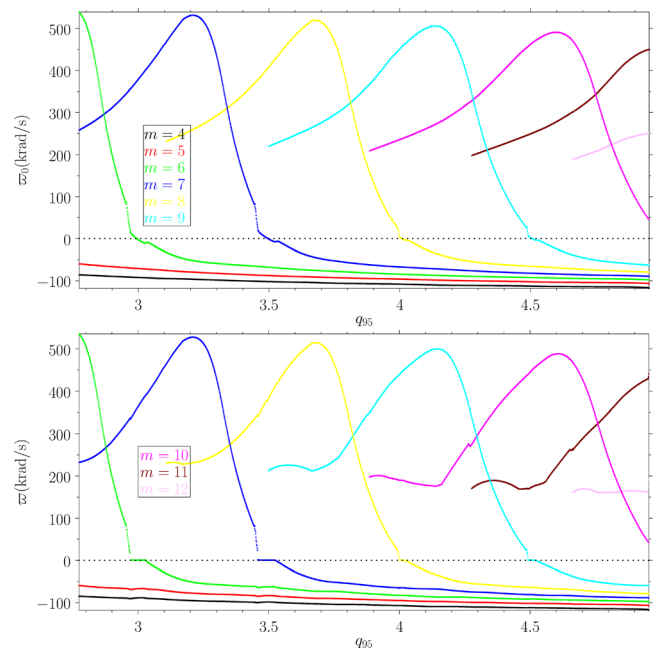 500
400
300
200
100
0
−100
ϖ₀(krad/s)
m = 4
m = 5
m = 6
m = 7
m = 8
m = 9
3 3.5 4 4.5
q₉₅
500
400
300
200
100
0
−100
ϖ(krad/s)
m = 10
m = 11
m = 12
3 3.5 4 4.5
q₉₅